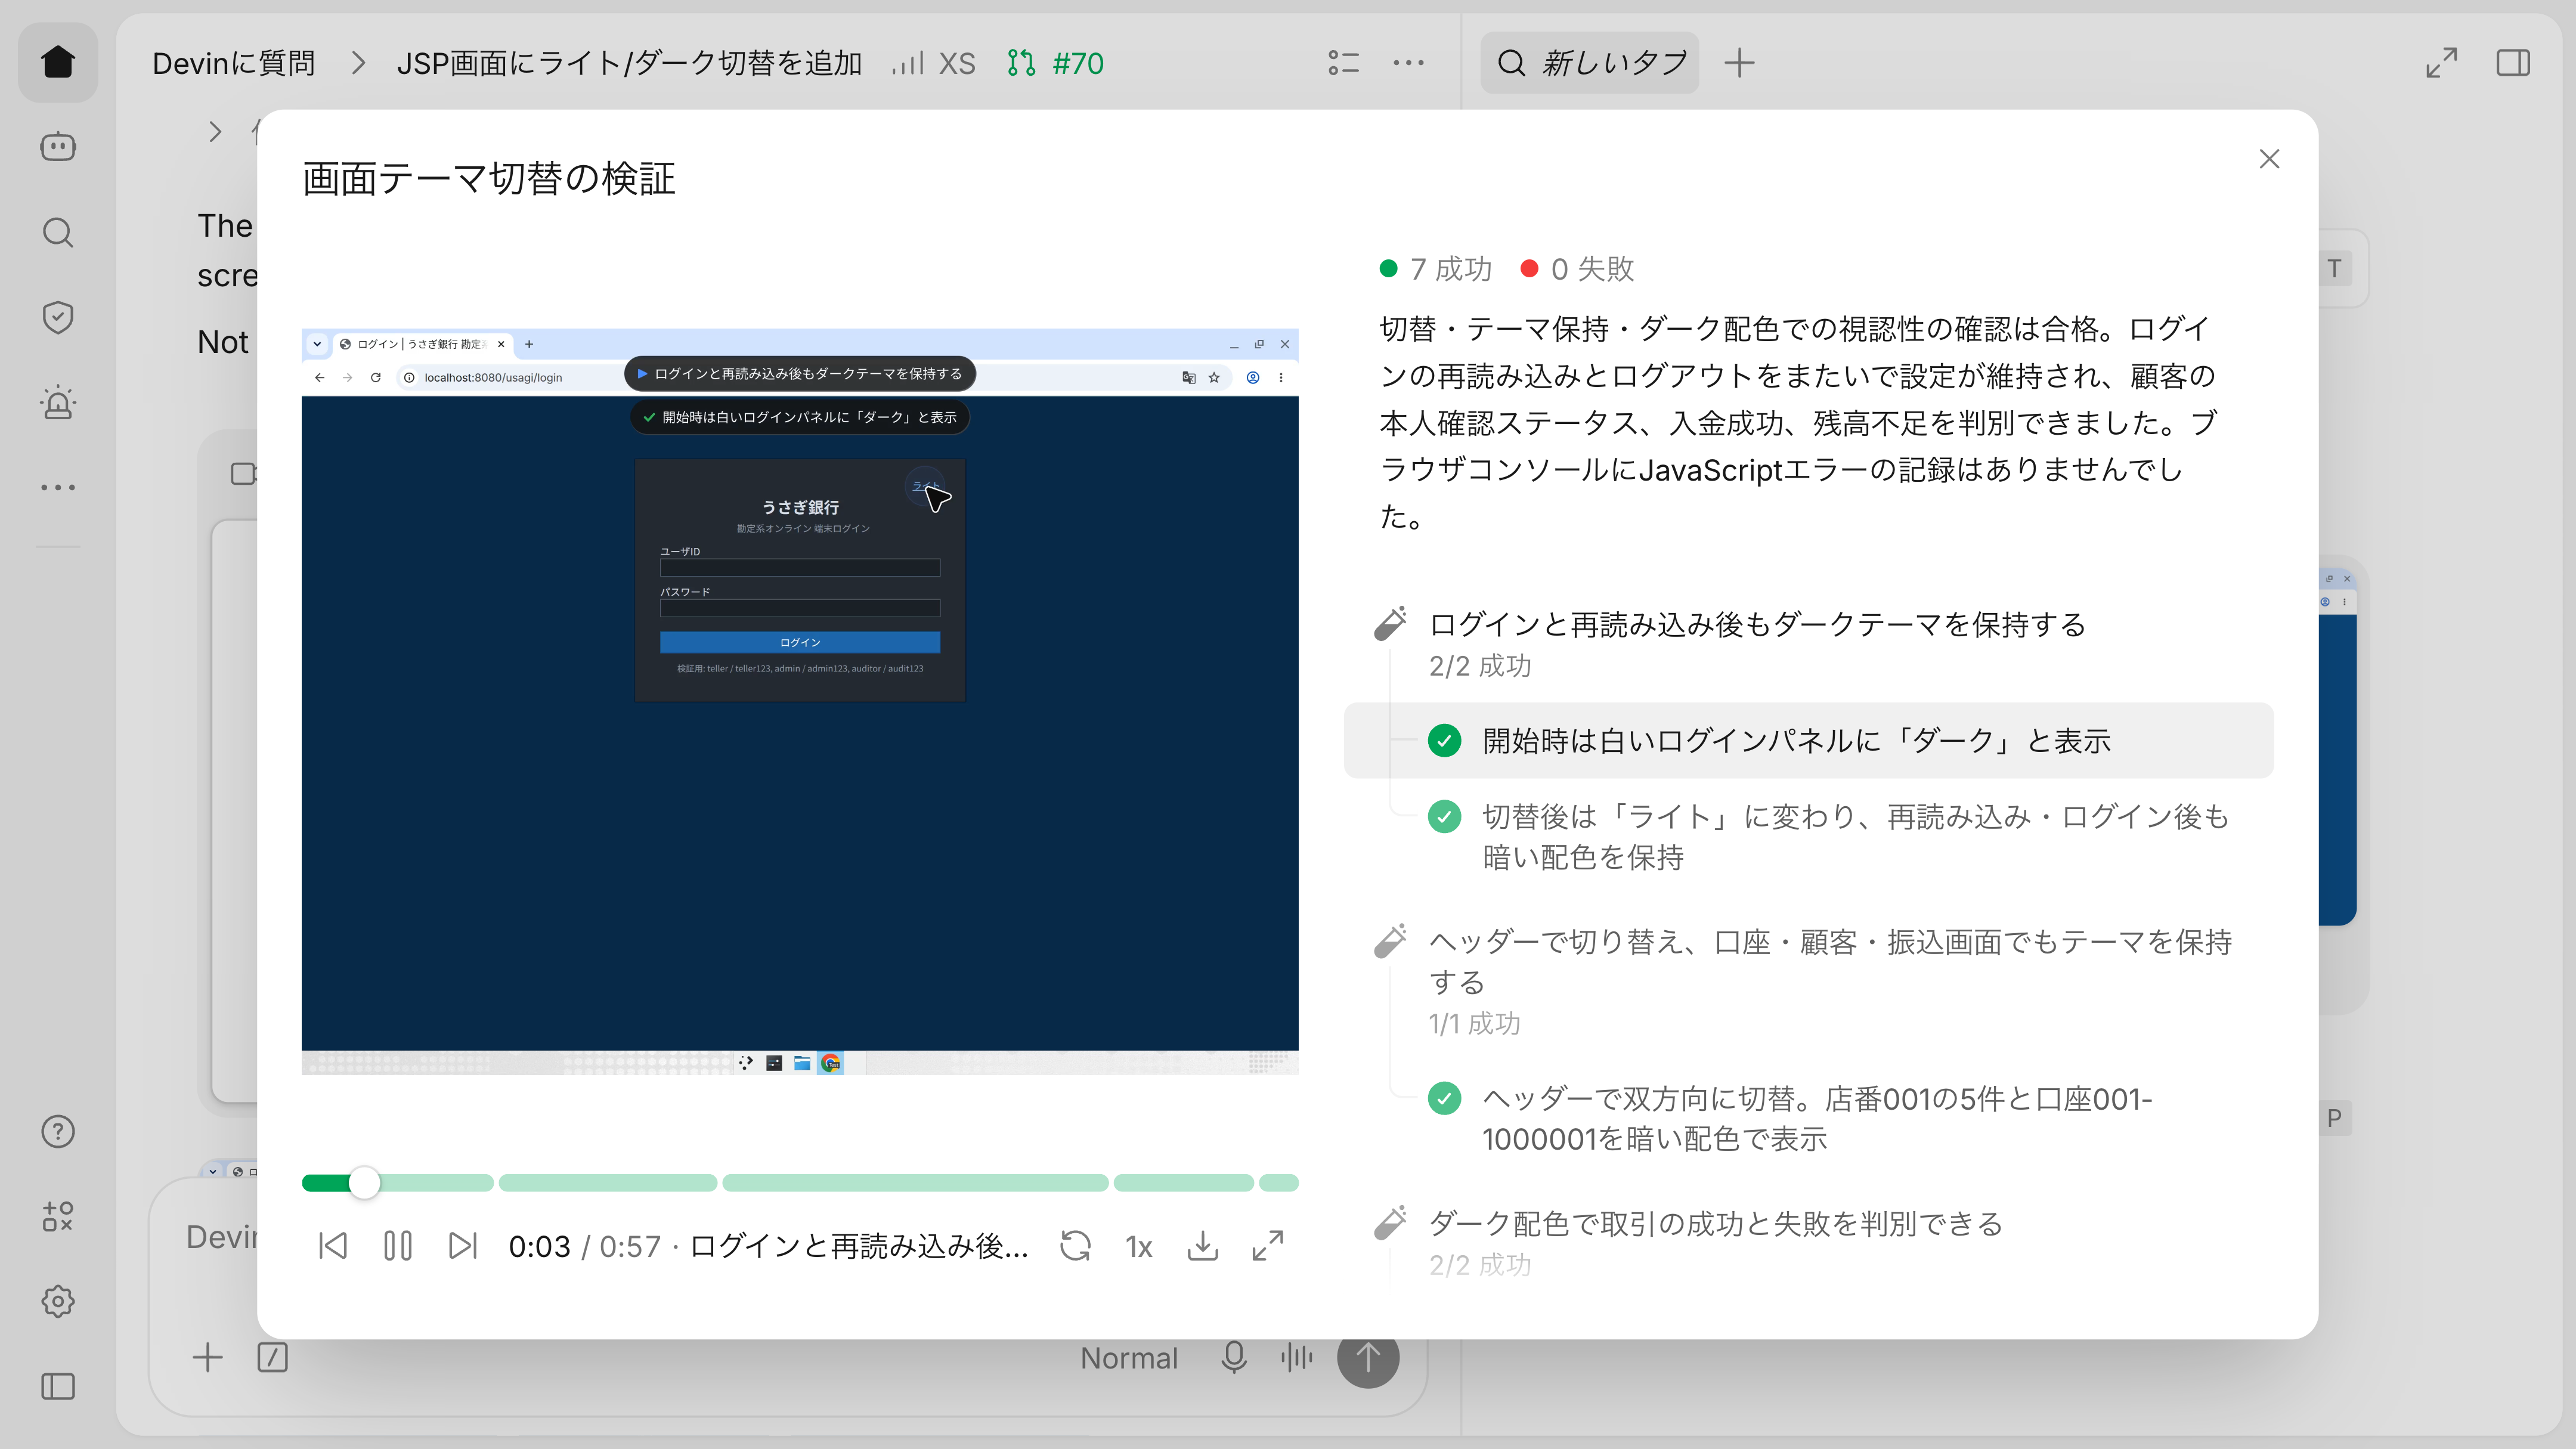 Devinに質問
JSP画面にライト/ダーク切替を追加
XS
#70
新しいタブ
The
scre
Not
Devin
Normal
T
P
画面テーマ切替の検証
ログイン | うさぎ銀行 勘定
localhost:8080/usagi/login
ログインと再読み込み後もダークテーマを保持する
開始時は白いログインパネルに「ダーク」と表示
ライト
うさぎ銀行
勘定系オンライン 端末ログイン
ユーザID
パスワード
ログイン
検証用: teller / teller123, admin / admin123, auditor / audit123
0:03 / 0:57 · ログインと再読み込み後...
1x
7 成功
0 失敗
切替・テーマ保持・ダーク配色での視認性の確認は合格。ログイ
ンの再読み込みとログアウトをまたいで設定が維持され、顧客の
本人確認ステータス、入金成功、残高不足を判別できました。ブ
ラウザコンソールにJavaScriptエラーの記録はありませんでし
た。
ログインと再読み込み後もダークテーマを保持する
2/2 成功
開始時は白いログインパネルに「ダーク」と表示
切替後は「ライト」に変わり、再読み込み・ログイン後も
暗い配色を保持
ヘッダーで切り替え、口座・顧客・振込画面でもテーマを保持
する
1/1 成功
ヘッダーで双方向に切替。店番001の5件と口座001-
1000001を暗い配色で表示
ダーク配色で取引の成功と失敗を判別できる
2/2 成功